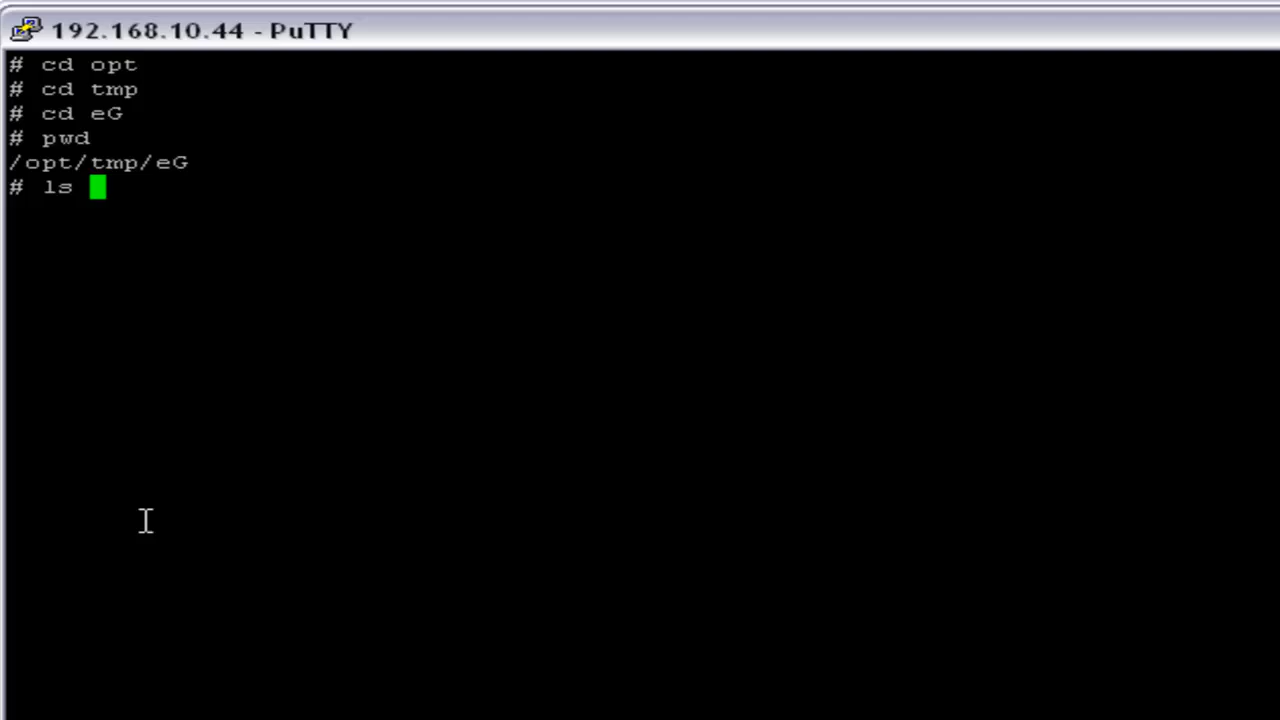 192.168.10.44 - PuTTY
# cd opt
# cd tmp
# cd eG
# pwd
/opt/tmp/eG
# ls